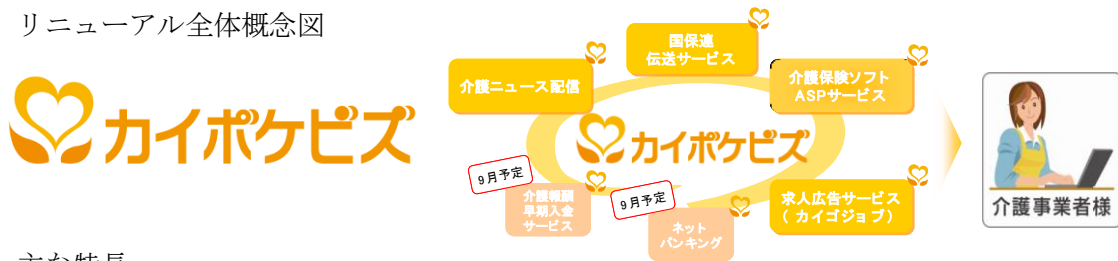 リニューアル全体概念図
カイポケビズ
国保連
伝送サービス
介護ニュース配信
介護保険ソフト
ASPサービス
カイポケビズ
9月予定
介護報酬
早期入金
サービス
9月予定
ネット
バンキング
求人広告サービス
(カイゴジョブ)
介護事業者様
主な特長